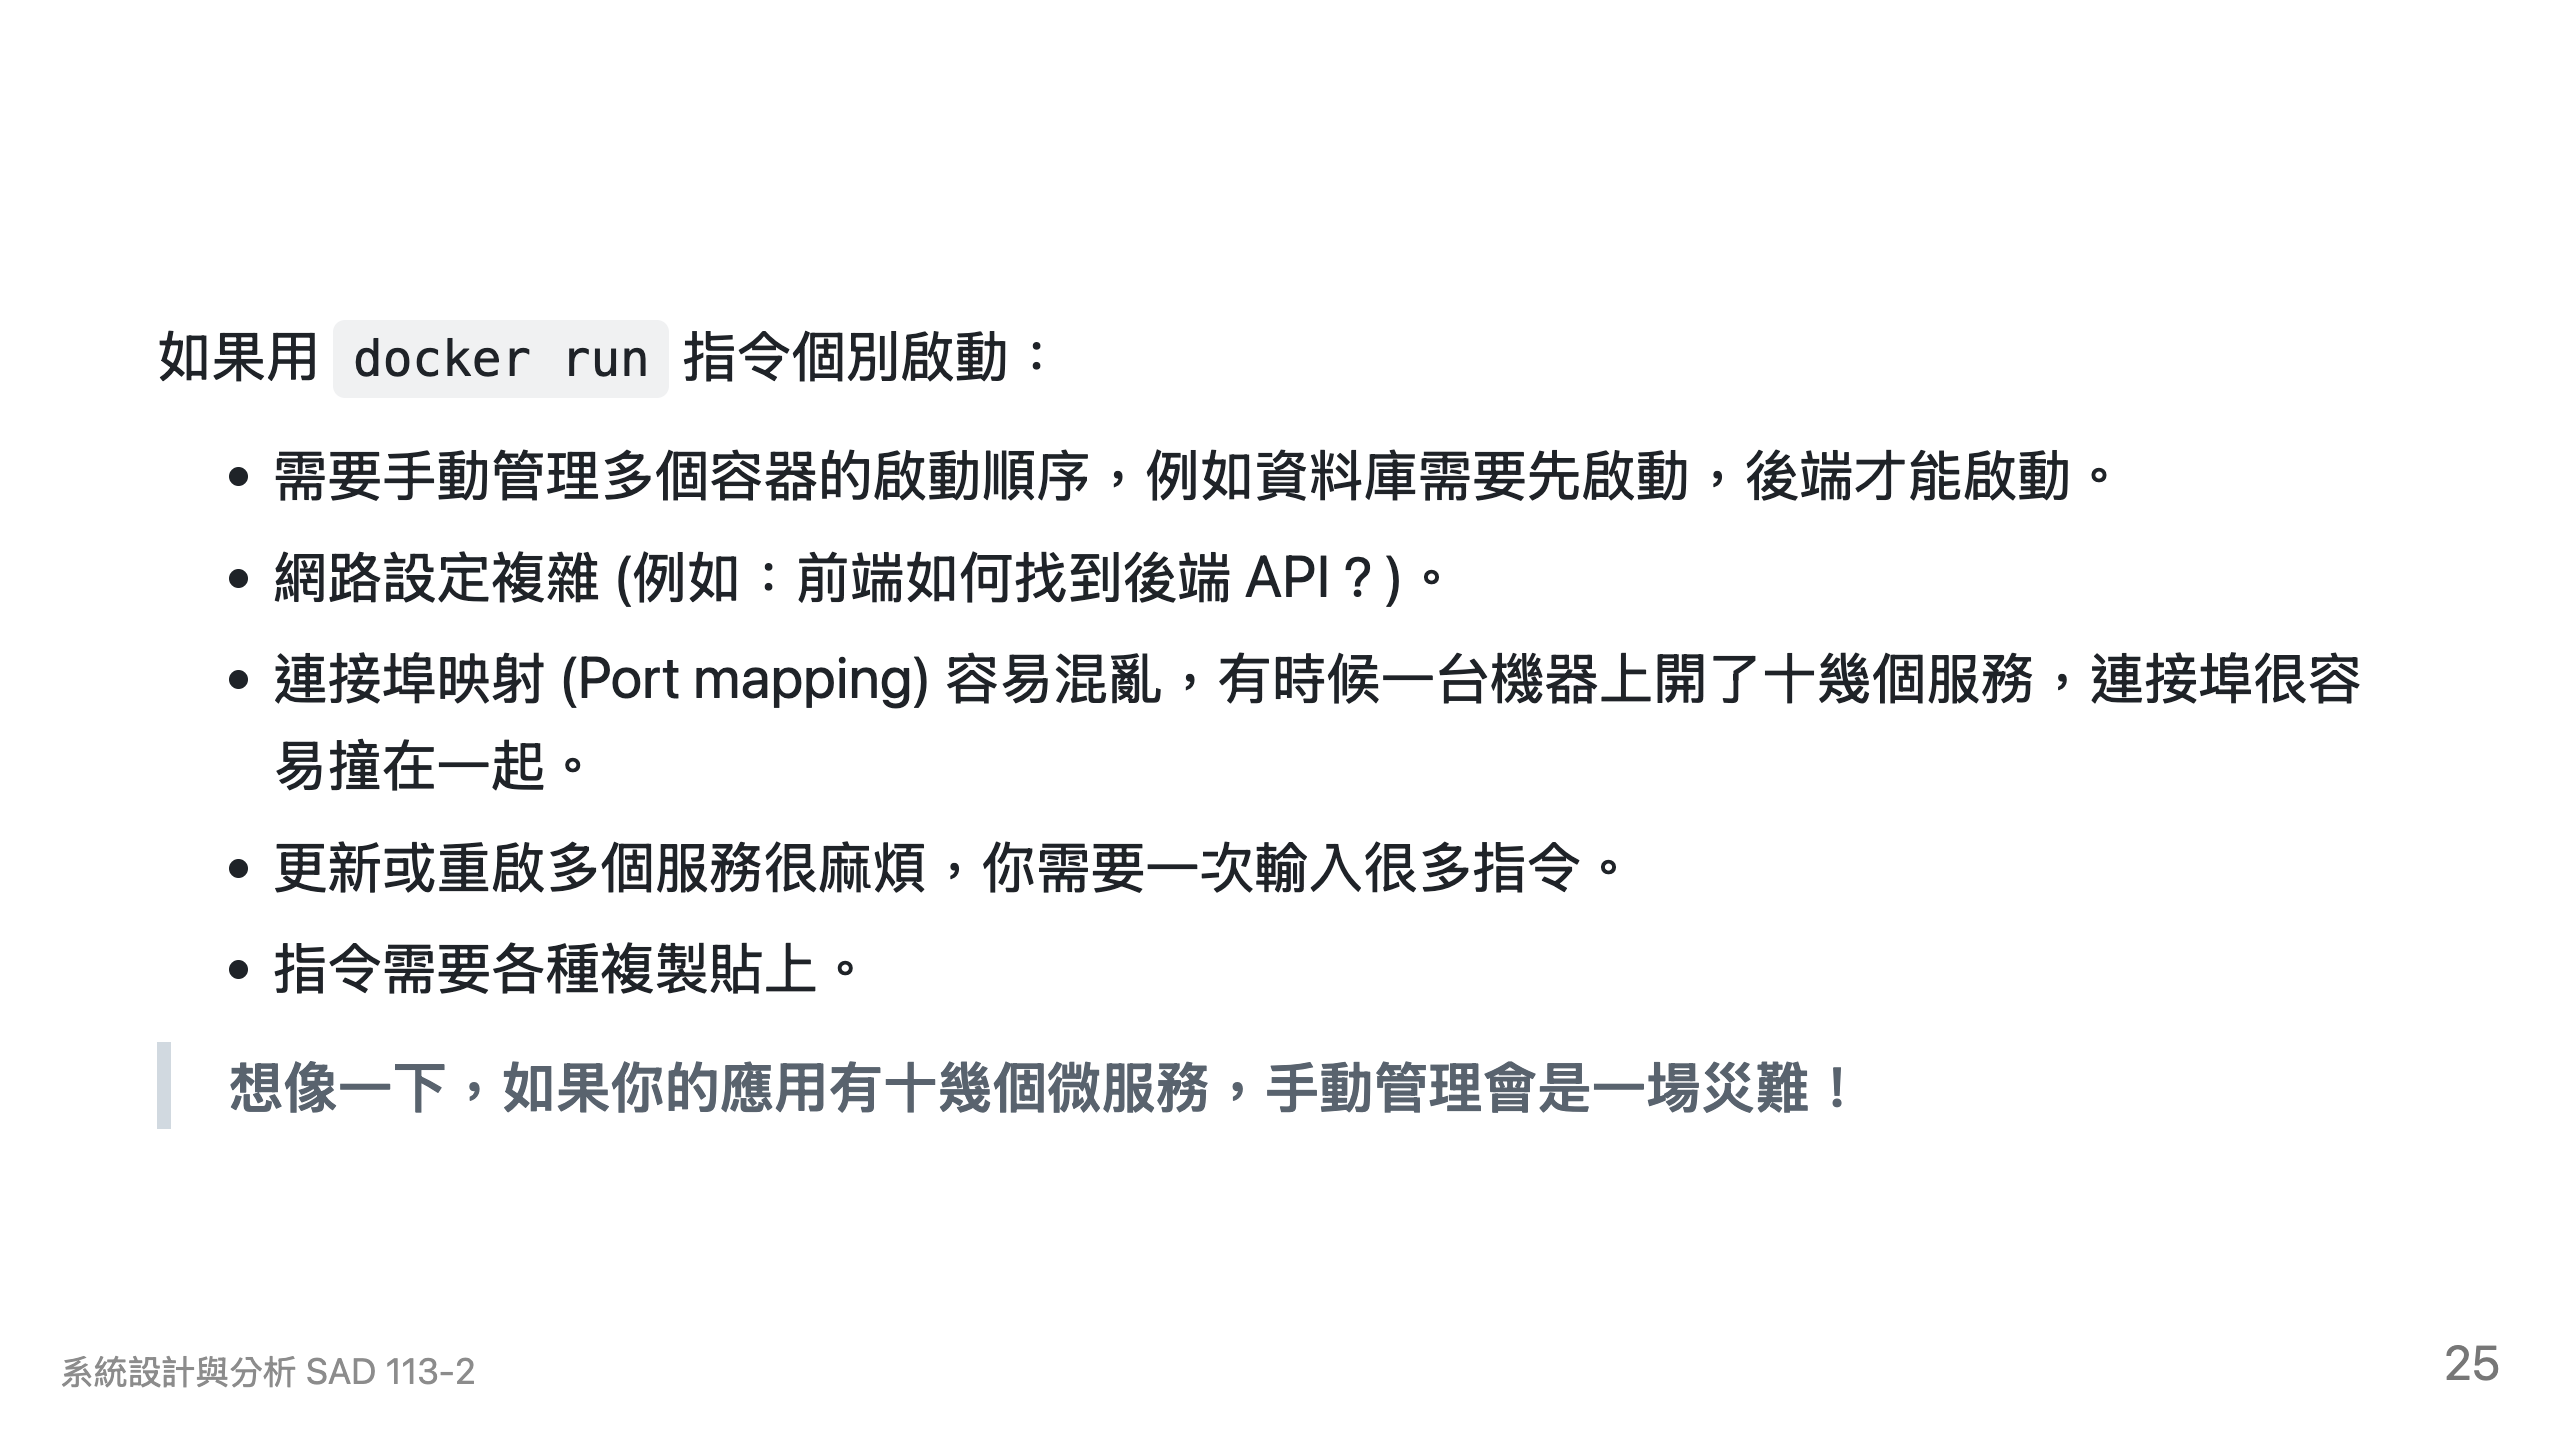 如果用 docker run 指令個別啟動：
• 需要手動管理多個容器的啟動順序，例如資料庫需要先啟動，後端才能啟動。
• 網路設定複雜 (例如：前端如何找到後端 API？)。
• 連接埠映射 (Port mapping) 容易混亂，有時候一台機器上開了十幾個服務，連接埠很容
易撞在一起。
• 更新或重啟多個服務很麻煩，你需要一次輸入很多指令。
• 指令需要各種複製貼上。
想像一下，如果你的應用有十幾個微服務，手動管理會是一場災難！
系統設計與分析 SAD 113-2
25